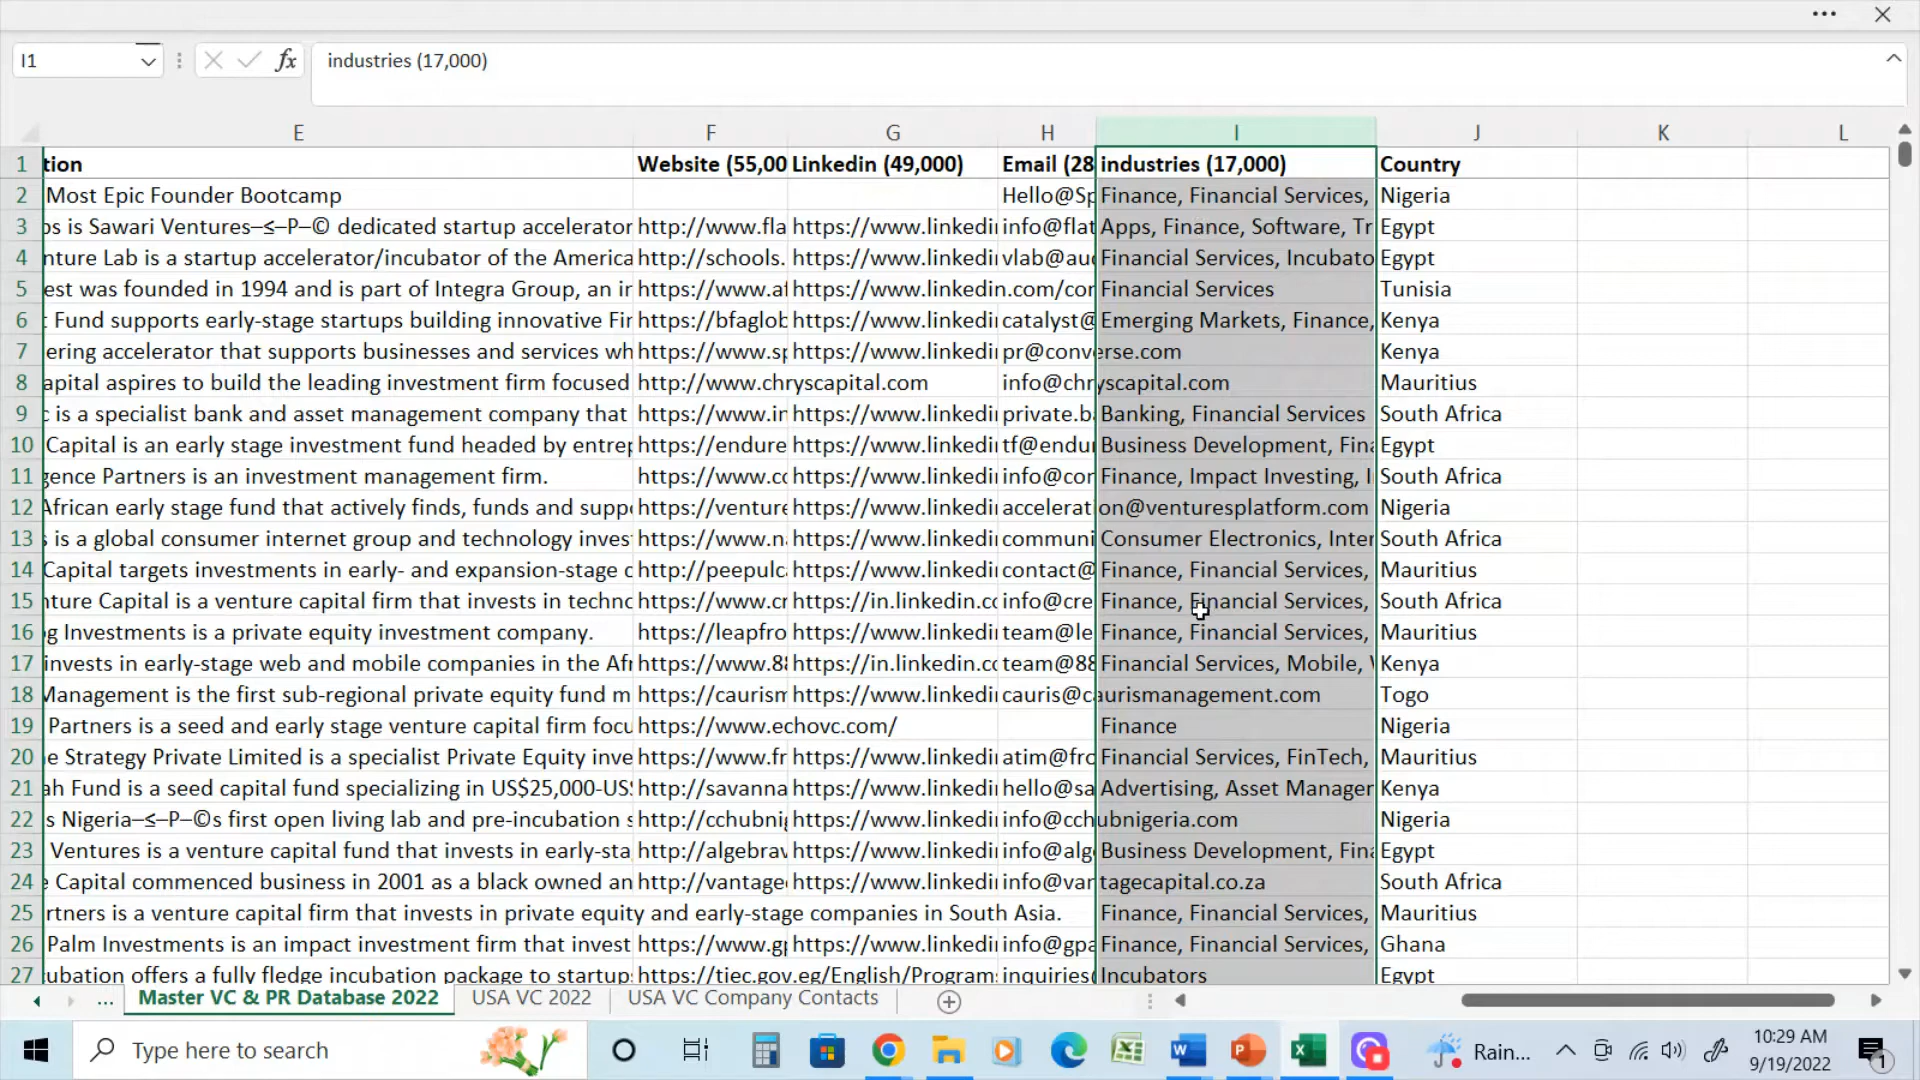 I1
fx
industries (17,000)
E F G H I J K L
1 tion Website (55,00 Linkedin (49,000) Email (28 industries (17,000) Country
2 Most Epic Founder Bootcamp Hello@Sp Finance, Financial Services, Nigeria
3 os is Sawari Ventures–≤–P–© dedicated startup accelerator http://www.fla https://www.linkedi info@flat Apps, Finance, Software, Tr Egypt
4 nture Lab is a startup accelerator/incubator of the America http://schools. https://www.linkedi vlab@auc Financial Services, Incubato Egypt
5 est was founded in 1994 and is part of Integra Group, an in https://www.af https://www.linkedin.com/cor Financial Services Tunisia
6 t Fund supports early-stage startups building innovative Fin https://bfaglob https://www.linkedi catalyst@ Emerging Markets, Finance, Kenya
7 ering accelerator that supports businesses and services wh https://www.sp https://www.linkedi pr@converse.com Kenya
8 apital aspires to build the leading investment firm focused http://www.chryscapital.com info@chryscapital.com Mauritius
9 c is a specialist bank and asset management company that https://www.in https://www.linkedi private.ba Banking, Financial Services South Africa
10 Capital is an early stage investment fund headed by entrep https://endure https://www.linkedi tf@endur Business Development, Fina Egypt
11 gence Partners is an investment management firm. https://www.co https://www.linkedi info@cor Finance, Impact Investing, I South Africa
12 African early stage fund that actively finds, funds and suppo https://venture https://www.linkedi acceleration@venturesplatform.com Nigeria
13 s is a global consumer internet group and technology inves https://www.na https://www.linkedi communi Consumer Electronics, Inter South Africa
14 Capital targets investments in early- and expansion-stage c http://peepulca https://www.linkedi contact@ Finance, Financial Services, Mauritius
15 nture Capital is a venture capital firm that invests in techno https://www.cr https://in.linkedin.co info@cre Finance, Financial Services, South Africa
16 g Investments is a private equity investment company. https://leapfro https://www.linkedi team@le Finance, Financial Services, Mauritius
17 invests in early-stage web and mobile companies in the Afr https://www.88 https://in.linkedin.co team@88 Financial Services, Mobile, V Kenya
18 Management is the first sub-regional private equity fund m https://caurism https://www.linkedi cauris@caurismanagement.com Togo
19 Partners is a seed and early stage venture capital firm focu https://www.echovc.com/ Finance Nigeria
20 e Strategy Private Limited is a specialist Private Equity inve https://www.fr https://www.linkedi atim@fro Financial Services, FinTech, Mauritius
21 ah Fund is a seed capital fund specializing in US$25,000-US$ http://savanna https://www.linkedi hello@sa Advertising, Asset Manager Kenya
22 s Nigeria–≤–P–©s first open living lab and pre-incubation s http://cchubnig https://www.linkedi info@cchubnigeria.com Nigeria
23 Ventures is a venture capital fund that invests in early-sta http://algebrav https://www.linkedi info@alge Business Development, Fina Egypt
24 e Capital commenced business in 2001 as a black owned an http://vantage https://www.linkedi info@vantagecapital.co.za South Africa
25 rtners is a venture capital firm that invests in private equity and early-stage companies in South Asia. Finance, Financial Services, Mauritius
26 Palm Investments is an impact investment firm that invest https://www.gp https://www.linkedi info@gpa Finance, Financial Services, Ghana
27 cubation offers a fully fledge incubation package to startups https://tiec.gov.eg/English/Program inquiries Incubators Egypt
... Master VC & PR Database 2022 USA VC 2022 USA VC Company Contacts
Type here to search
Rain...
10:29 AM
9/19/2022
1